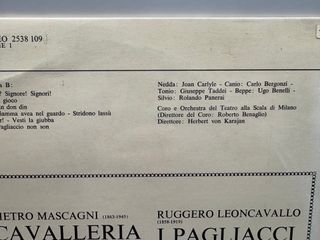 EO 2538 109
E 1
B:
? Signore! Signori!
gioco
n don din
iamma avea nel guardo - Stridono lassù
r! - Vesti la giubba
Pagliaccio non son
Nedda: Joan Carlyle - Canio: Carlo Bergonzi -
Tonio: Giuseppe Taddei - Beppe: Ugo Benelli -
Silvio: Rolando Panerai
Coro e Orchestra del Teatro alla Scala di Milano
(Direttore del Coro: Roberto Benaglio)
Direttore: Herbert von Karajan
IETRO MASCAGNI (1863-1945)
CAVALLERIA
RUGGERO LEONCAVALLO
(1858-1919)
I PAGLIACCI